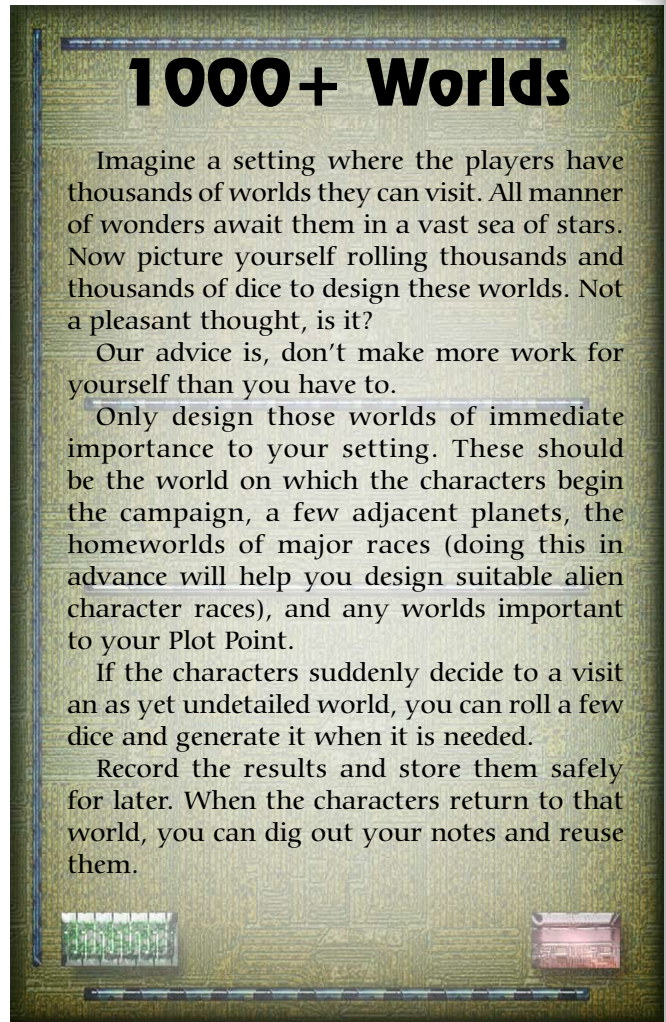 1000+ Worlds
Imagine a setting where the players have
thousands of worlds they can visit. All manner
of wonders await them in a vast sea of stars.
Now picture yourself rolling thousands and
thousands of dice to design these worlds. Not
a pleasant thought, is it?
Our advice is, don’t make more work for
yourself than you have to.
Only design those worlds of immediate
importance to your setting. These should
be the world on which the characters begin
the campaign, a few adjacent planets, the
homeworlds of major races (doing this in
advance will help you design suitable alien
character races), and any worlds important
to your Plot Point.
If the characters suddenly decide to a visit
an as yet undetailed world, you can roll a few
dice and generate it when it is needed.
Record the results and store them safely
for later. When the characters return to that
world, you can dig out your notes and reuse
them.